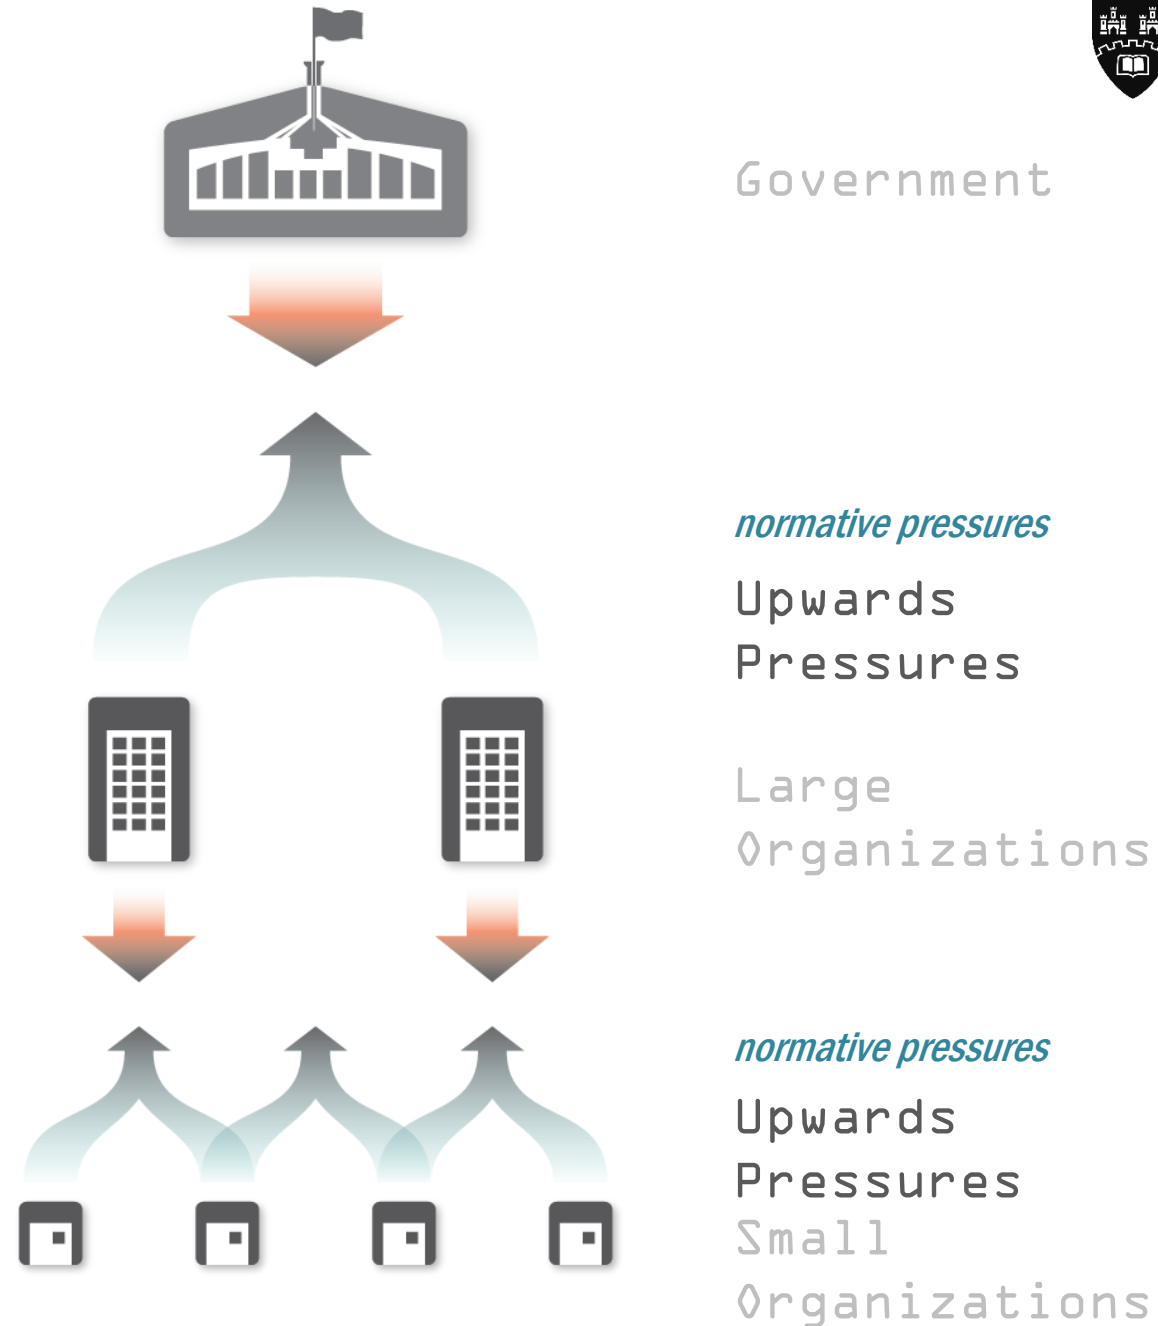 Government
normative pressures
Upwards
Pressures
Large
Organizations
normative pressures
Upwards
Pressures
Small
Organizations